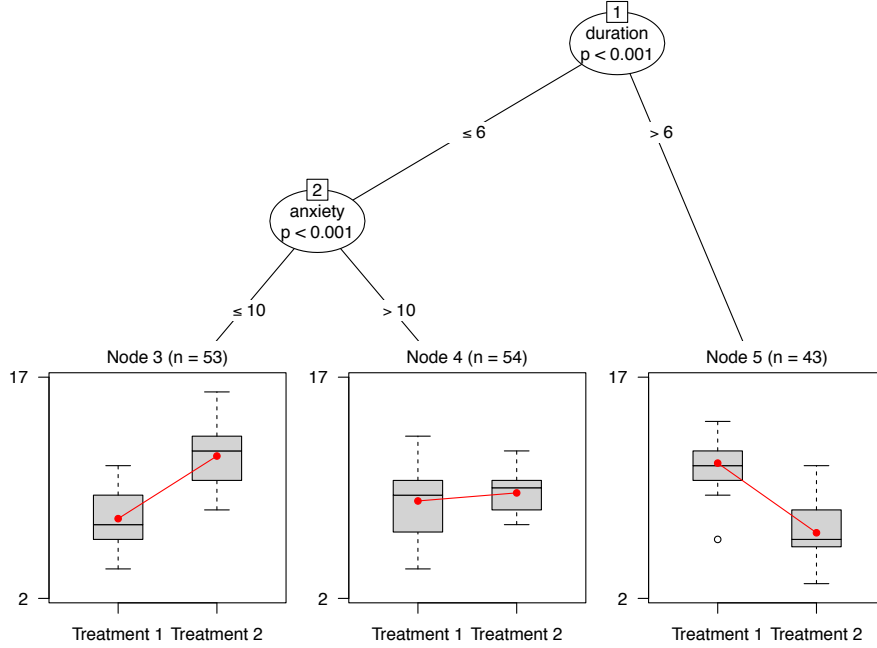 1
duration
p < 0.001
≤ 6
> 6
2
anxiety
p < 0.001
≤ 10
> 10
Node 3 (n = 53)
17
2
Treatment 1 Treatment 2
Node 4 (n = 54)
17
2
Treatment 1 Treatment 2
Node 5 (n = 43)
17
2
Treatment 1 Treatment 2